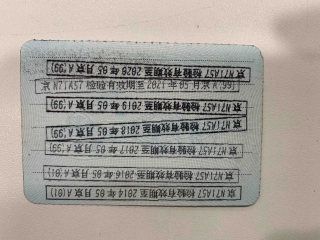 京N71A57 检验有效期至 2014年05月京A(01)
京N71A57 检验有效期至 2016年05月京A(01)
京N71A57 检验有效期至 2017年05月京A(99)
京N71A57 检验有效期至 2018年05月京A(99)
京N71A57 检验有效期至 2019年05月京A(99)
京N71A57 检验有效期至 2021年05月京
京N71A57 检验有效期至 2020年05月京A(99)